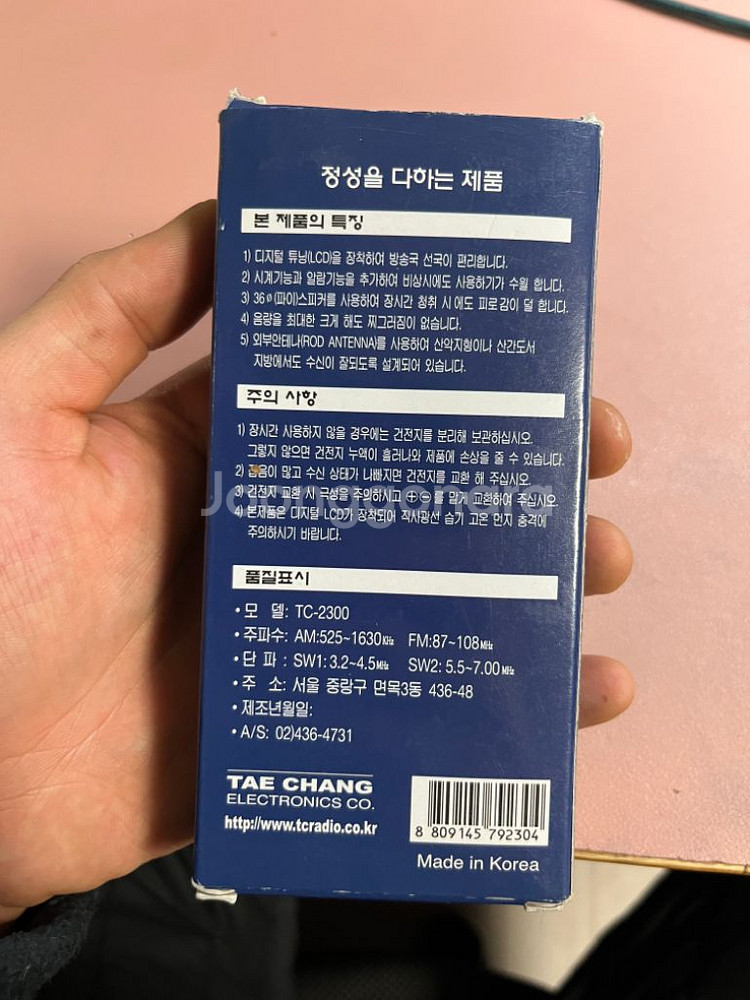 정성을 다하는 제품
본 제품의 특징
1) 디지털 튜닝(LCD)을 장착하여 방송국 선국이 편리합니다.
2) 시계기능과 알람기능을 추가하여 비상시에도 사용하기가 수월 합니다.
3) 36ø(파이)스피커를 사용하여 장시간 청취 시에도 피로감이 덜 합니다.
4) 음량을 최대한 크게 해도 찌그러짐이 없습니다.
5) 외부안테나(ROD ANTENNA)를 사용하여 산악지형이나 산간도서
지방에서도 수신이 잘되도록 설계되어 있습니다.
주의 사항
1) 장시간 사용하지 않을 경우에는 건전지를 분리해 보관하십시오.
그렇지 않으면 건전지 누액이 흘러나와 제품에 손상을 줄 수 있습니다.
2) 잡음이 많고 수신 상태가 나빠지면 건전지를 교환 해 주십시오.
3) 건전지 교환 시 극성을 주의하시고 ⊕⊖를 맞게 교환하여 주십시오.
4) 본제품은 디지털 LCD가 장착되어 직사광선 습기 고온 먼지 충격에
주의하시기 바랍니다.
Joonggonara
품질표시
• 모 델: TC-2300
• 주파수: AM:525~1630KHz FM:87~108MHz
• 단 파 : SW1: 3.2~4.5MHz SW2: 5.5~7.00MHz
• 주 소: 서울 중랑구 면목3동 436-48
• 제조년월일:
• A/S: 02)436-4731
TAE CHANG
ELECTRONICS CO.
http://www.tcradio.co.kr
8 809145 792304
Made in Korea